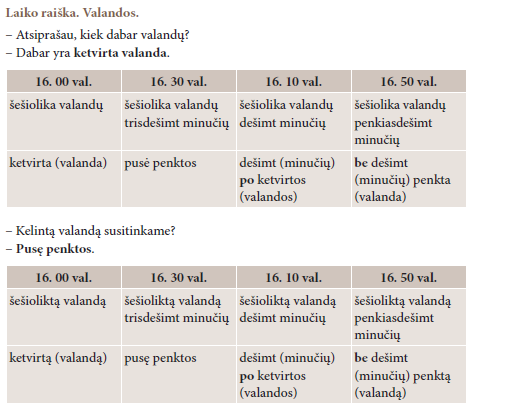 Laiko raiška. Valandos.
– Atsiprašau, kiek dabar valandų?
– Dabar yra ketvirta valanda.
16. 00 val. 16. 30 val. 16. 10 val. 16. 50 val.
šešiolika valandų šešiolika valandų šešiolika valandų šešiolika valandų
trisdešimt minučių dešimt minučių penkiasdešimt
minučių
ketvirta (valanda) pusė penktos dešimt (minučių) be dešimt
po ketvirtos (minučių) penkta
(valandos) (valanda)
– Kelintą valandą susitinkame?
– Pusę penktos.
16. 00 val. 16. 30 val. 16. 10 val. 16. 50 val.
šešioliktą valandą šešioliktą valandą šešioliktą valandą šešioliktą valandą
trisdešimt minučių dešimt minučių penkiasdešimt
minučių
ketvirtą (valandą) pusę penktos dešimt (minučių) be dešimt
po ketvirtos (minučių) penktą
(valandos) (valandą)